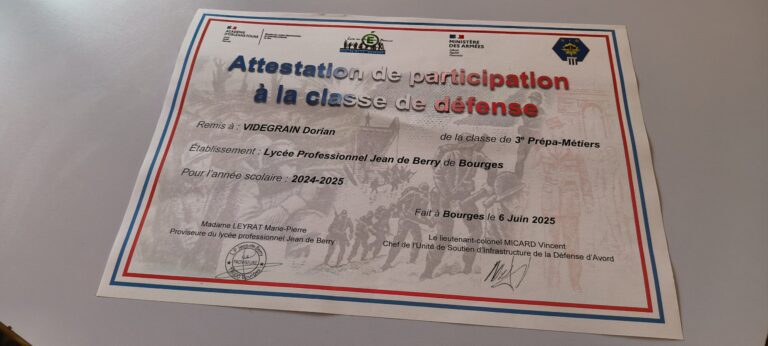 ACADÉMIE
D'ORLÉANS-TOURS
MINISTÈRE
DES ARMÉES
Attestation de participation
à la classe de défense
Remis à : VIDEGRAIN Dorian
de la classe de 3e Prépa-Métiers
Établissement : Lycée Professionnel Jean de Berry de Bourges
Pour l'année scolaire : 2024-2025
Fait à Bourges le 6 Juin 2025
Madame LEYRAT Marie-Pierre
Proviseure du lycée professionnel Jean de Berry
Le lieutenant-colonel MICARD Vincent
Chef de l'Unité de Soutien d'Infrastructure de la Défense d'Avord